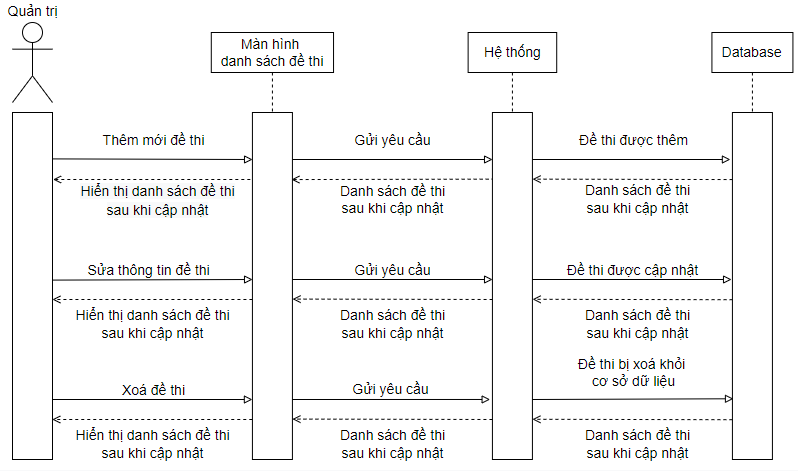 Quản trị
Màn hình
danh sách đề thi
Hệ thống
Database
Thêm mới đề thi
Gửi yêu cầu
Đề thi được thêm
Hiển thị danh sách đề thi
sau khi cập nhật
Danh sách đề thi
sau khi cập nhật
Danh sách đề thi
sau khi cập nhật
Sửa thông tin đề thi
Gửi yêu cầu
Đề thi được cập nhật
Hiển thị danh sách đề thi
sau khi cập nhật
Danh sách đề thi
sau khi cập nhật
Danh sách đề thi
sau khi cập nhật
Xoá đề thi
Gửi yêu cầu
Đề thi bị xoá khỏi
cơ sở dữ liệu
Hiển thị danh sách đề thi
sau khi cập nhật
Danh sách đề thi
sau khi cập nhật
Danh sách đề thi
sau khi cập nhật